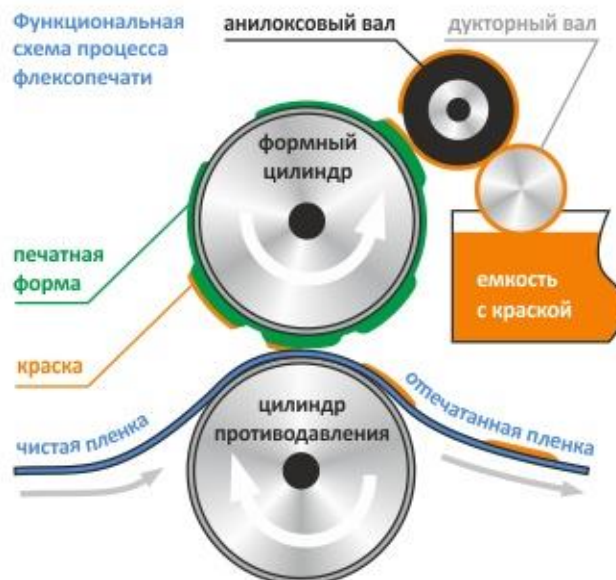 Функциональная
схема процесса
флексопечати
анилоксовый вал
дукторный вал
формный
цилиндр
печатная
форма
емкость
с краской
краска
чистая пленка
цилиндр
противодавления
отпечатанная пленка